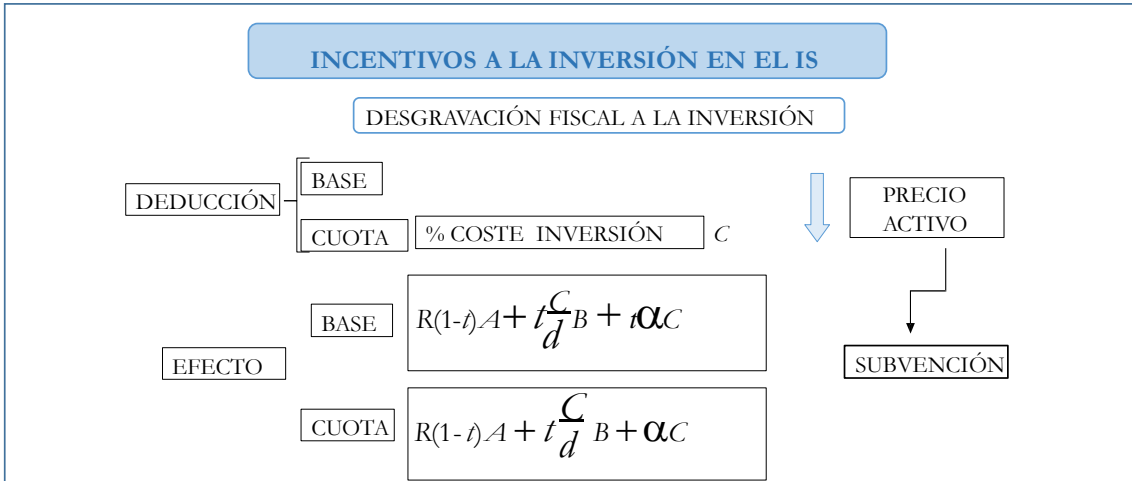 INCENTIVOS A LA INVERSIÓN EN EL IS
DESGRAVACIÓN FISCAL A LA INVERSIÓN
DEDUCCIÓN
BASE
CUOTA
% COSTE INVERSIÓN
C
PRECIO
ACTIVO
EFECTO
BASE
R(1-t)A + t C/d B + tαC
CUOTA
R(1-t)A + t C/d B + αC
SUBVENCIÓN